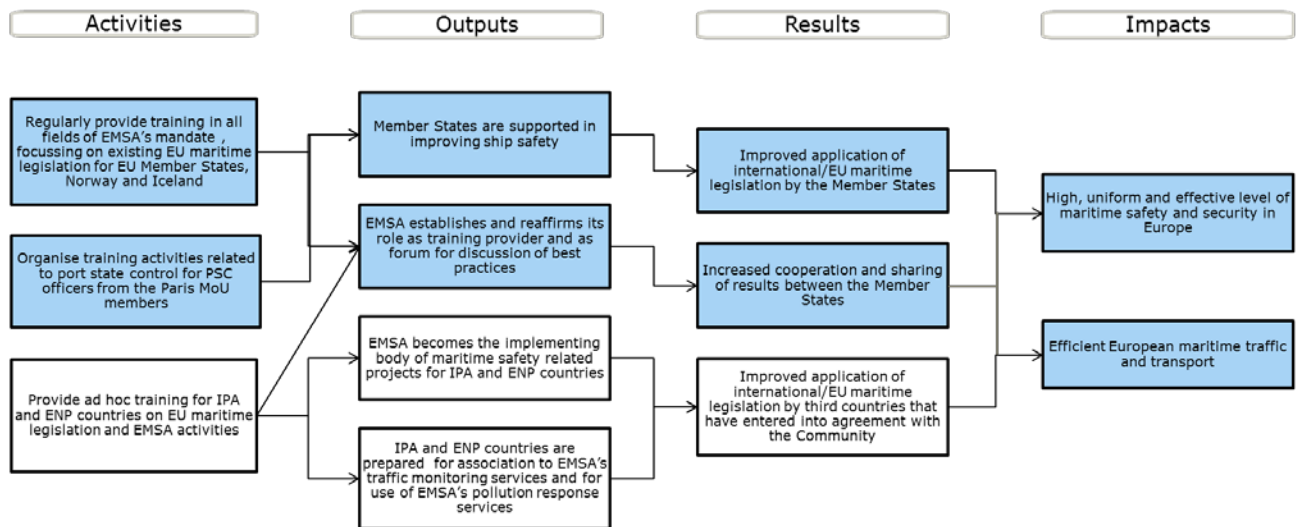 Activities
Outputs
Results
Impacts
Regularly provide training in all
fields of EMSA's mandate ,
focussing on existing EU maritime
legislation for EU Member States,
Norway and Iceland
Organise training activities related
to port state control for PSC
officers from the Paris MoU
members
Provide ad hoc training for IPA
and ENP countries on EU maritime
legislation and EMSA activities
Member States are supported in
improving ship safety
EMSA establishes and reaffirms its
role as training provider and as
forum for discussion of best
practices
EMSA becomes the implementing
body of maritime safety related
projects for IPA and ENP countries
IPA and ENP countries are
prepared  for association to EMSA's
traffic monitoring services and for
use of EMSA's pollution response
services
Improved application of
international/EU maritime
legislation by the Member States
Increased cooperation and sharing
of results between the Member
States
Improved application of
international/EU maritime
legislation by third countries that
have entered into agreement with
the Community
High, uniform and effective level of
maritime safety and security in
Europe
Efficient European maritime traffic
and transport